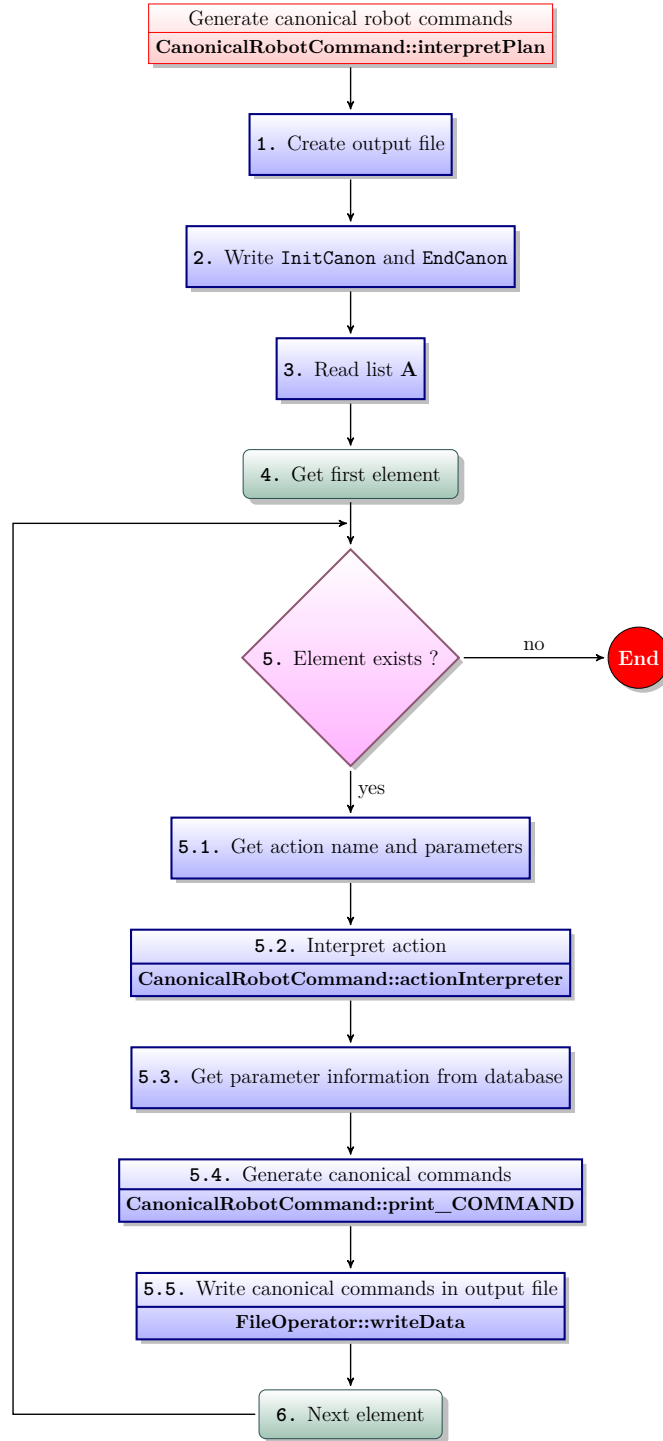 Generate canonical robot commands
CanonicalRobotCommand::interpretPlan
1. Create output file
2. Write InitCanon and EndCanon
3. Read list A
4. Get first element
5. Element exists ?
no
End
yes
5.1. Get action name and parameters
5.2. Interpret action
CanonicalRobotCommand::actionInterpreter
5.3. Get parameter information from database
5.4. Generate canonical commands
CanonicalRobotCommand::print_COMMAND
5.5. Write canonical commands in output file
FileOperator::writeData
6. Next element